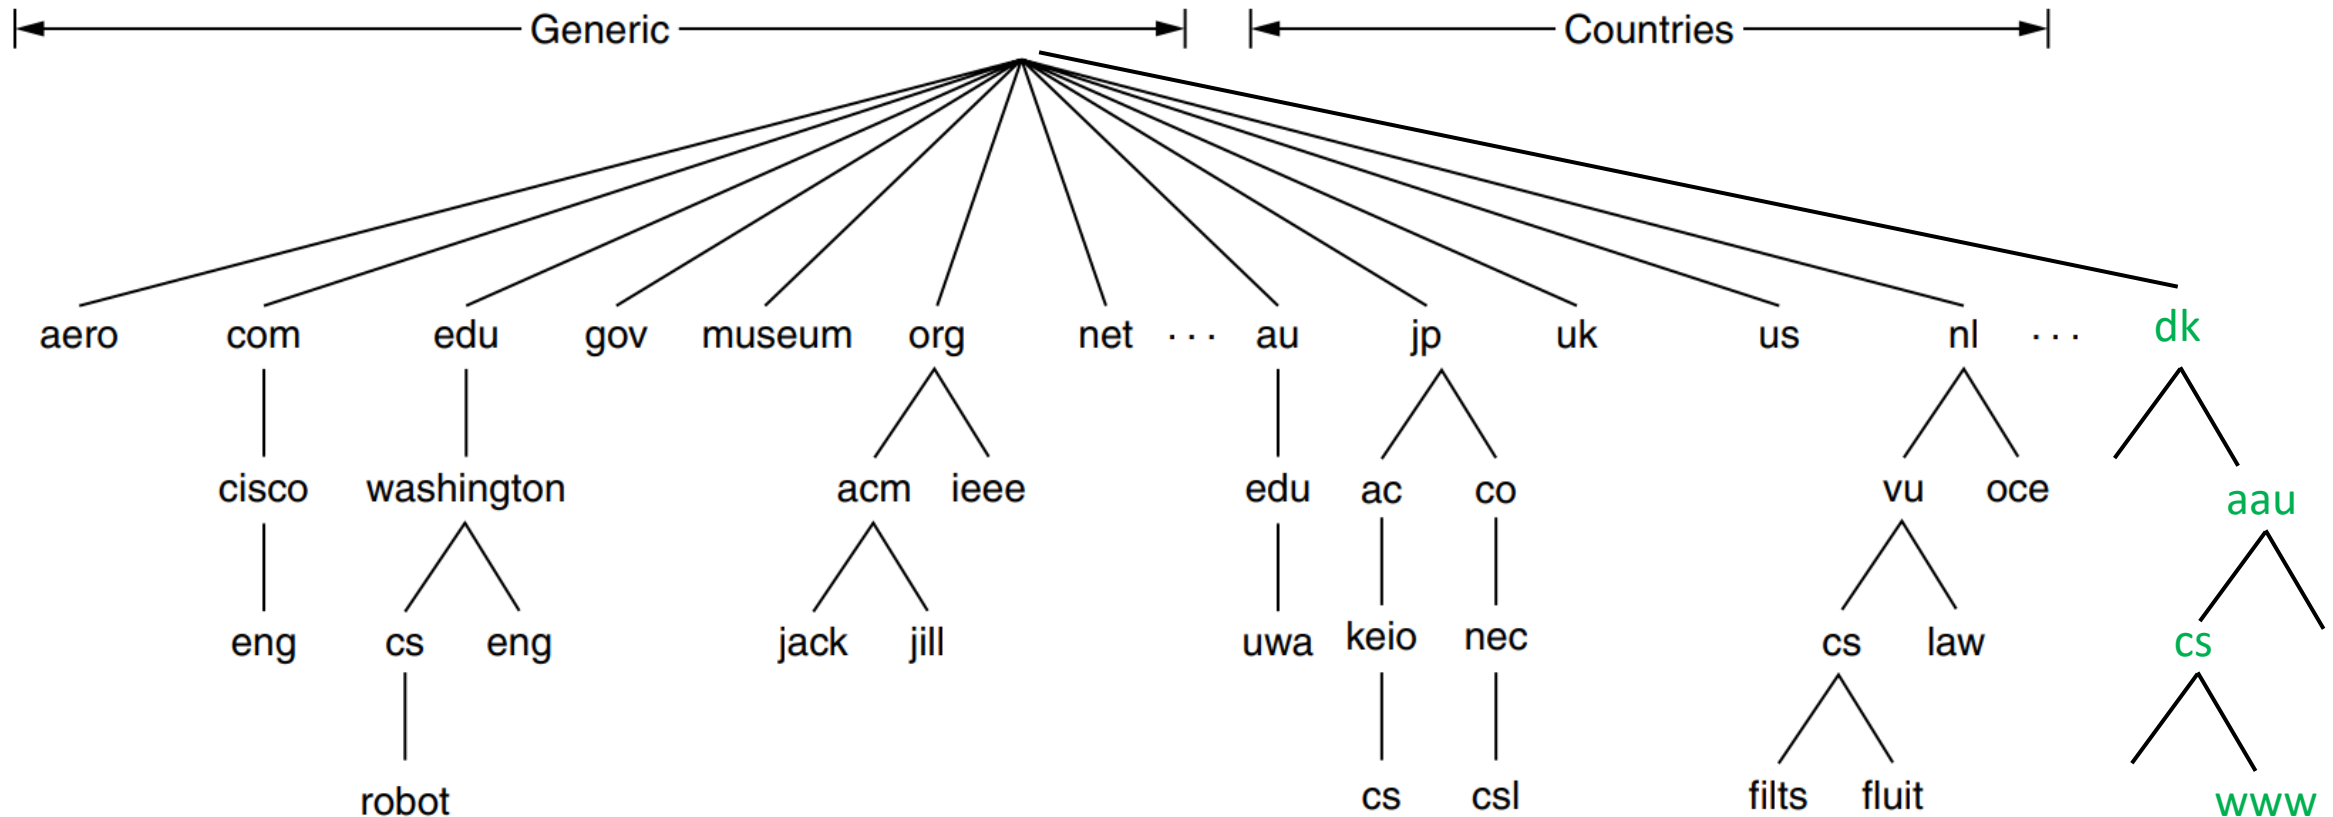 Generic Countries
aero com edu gov museum org net ... au jp uk us nl ... dk
cisco washington acm ieee edu ac co vu oce aau
eng cs eng jack jill uwa keio nec cs law cs
robot cs csl filts fluit www